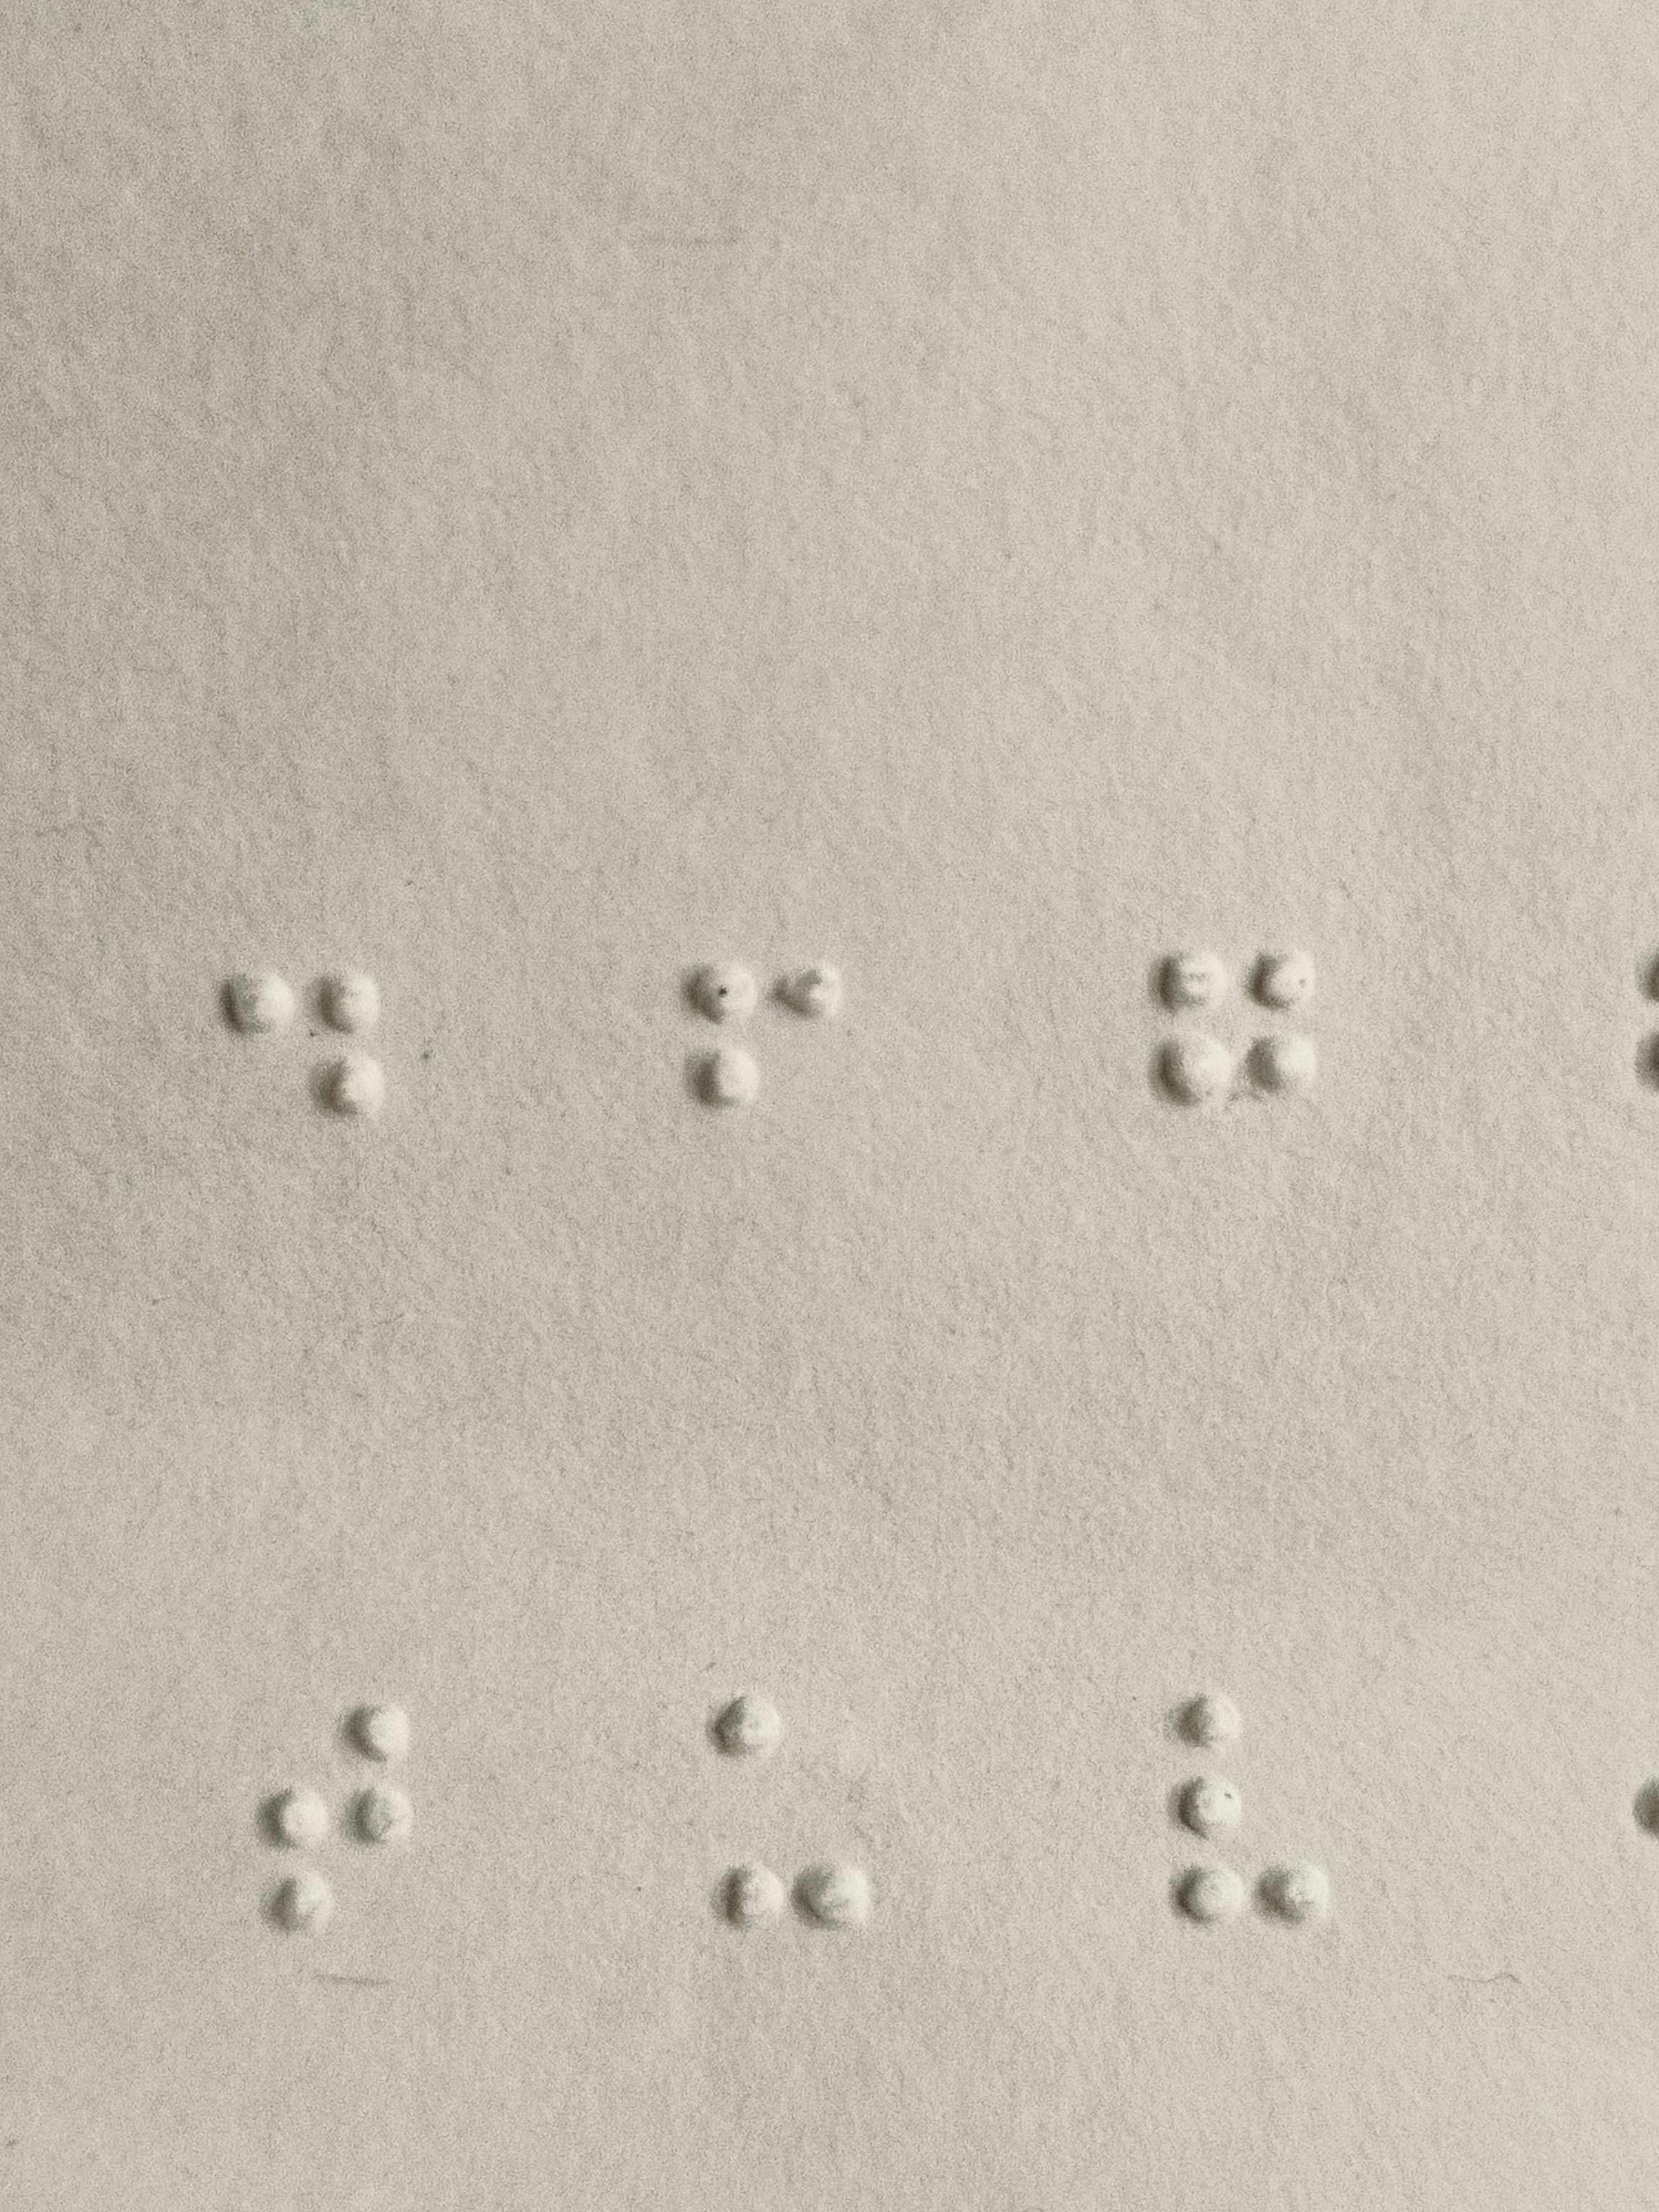 ⠙ ⠋ ⠛
⠞ ⠥ ⠧